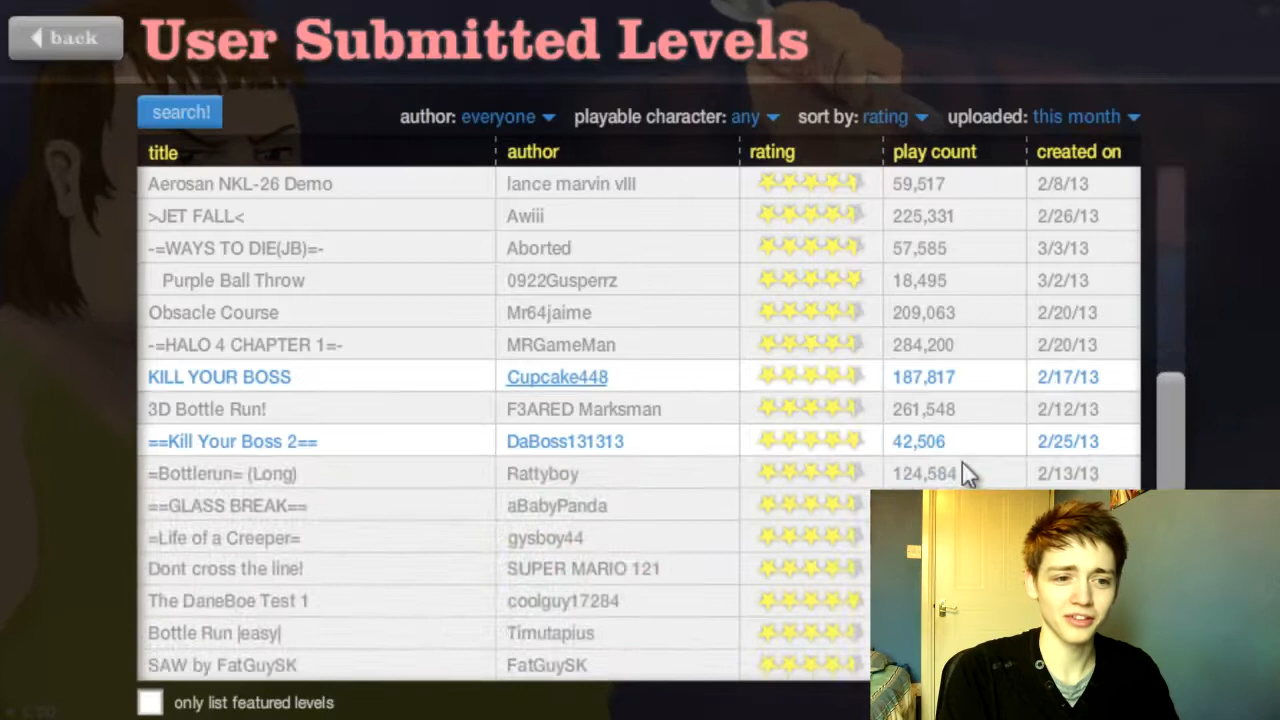 back
User Submitted Levels
search!
author: everyone playable character: any sort by: rating uploaded: this month
title author rating play count created on
Aerosan NKL-26 Demo lance marvin vIII 59,517 2/8/13
>JET FALL< Awiii 225,331 2/26/13
-=WAYS TO DIE(JB)=- Aborted 57,585 3/3/13
Purple Ball Throw 0922Gusperrz 18,495 3/2/13
Obsacle Course Mr64jaime 209,063 2/20/13
-=HALO 4 CHAPTER 1=- MRGameMan 284,200 2/20/13
KILL YOUR BOSS Cupcake448 187,817 2/17/13
3D Bottle Run! F3ARED Marksman 261,548 2/12/13
==Kill Your Boss 2== DaBoss131313 42,506 2/25/13
=Bottlerun= (Long) Rattyboy 124,584 2/13/13
==GLASS BREAK== aBabyPanda
=Life of a Creeper= gysboy44
Dont cross the line! SUPER MARIO 121
The DaneBoe Test 1 coolguy17284
Bottle Run |easy| Timutapius
SAW by FatGuySK FatGuySK
only list featured levels